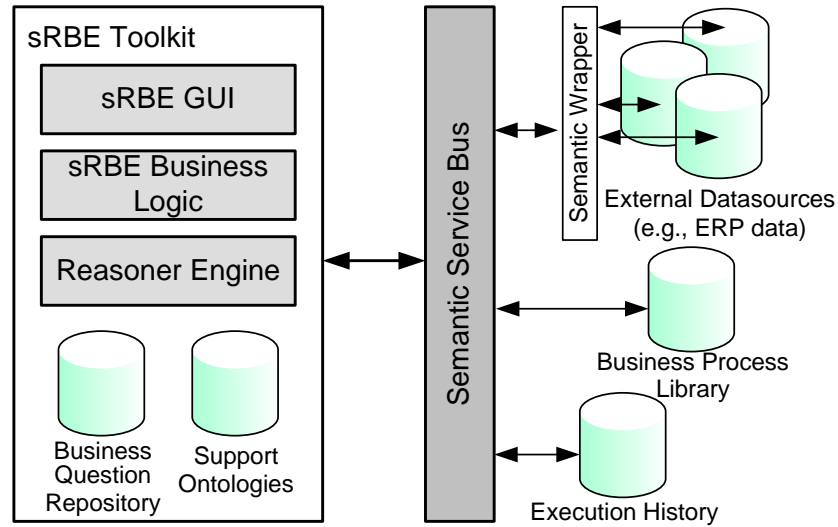 sRBE Toolkit
sRBE GUI
sRBE Business
Logic
Reasoner Engine
Business
Question
Repository
Support
Ontologies
Semantic Service Bus
Semantic Wrapper
External Datasources
(e.g., ERP data)
Business Process
Library
Execution History